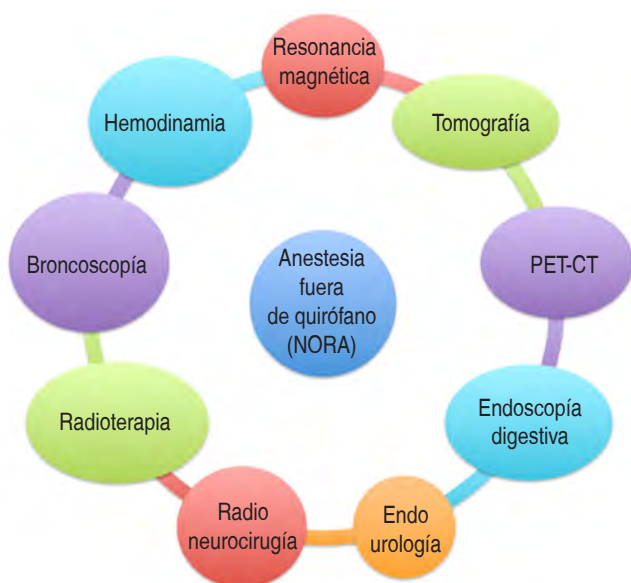 Resonancia
magnética
Tomografía
PET-CT
Endoscopía
digestiva
Endo
urología
Radio
neurocirugía
Radioterapia
Broncoscopía
Hemodinamia
Anestesia
fuera
de quirófano
(NORA)